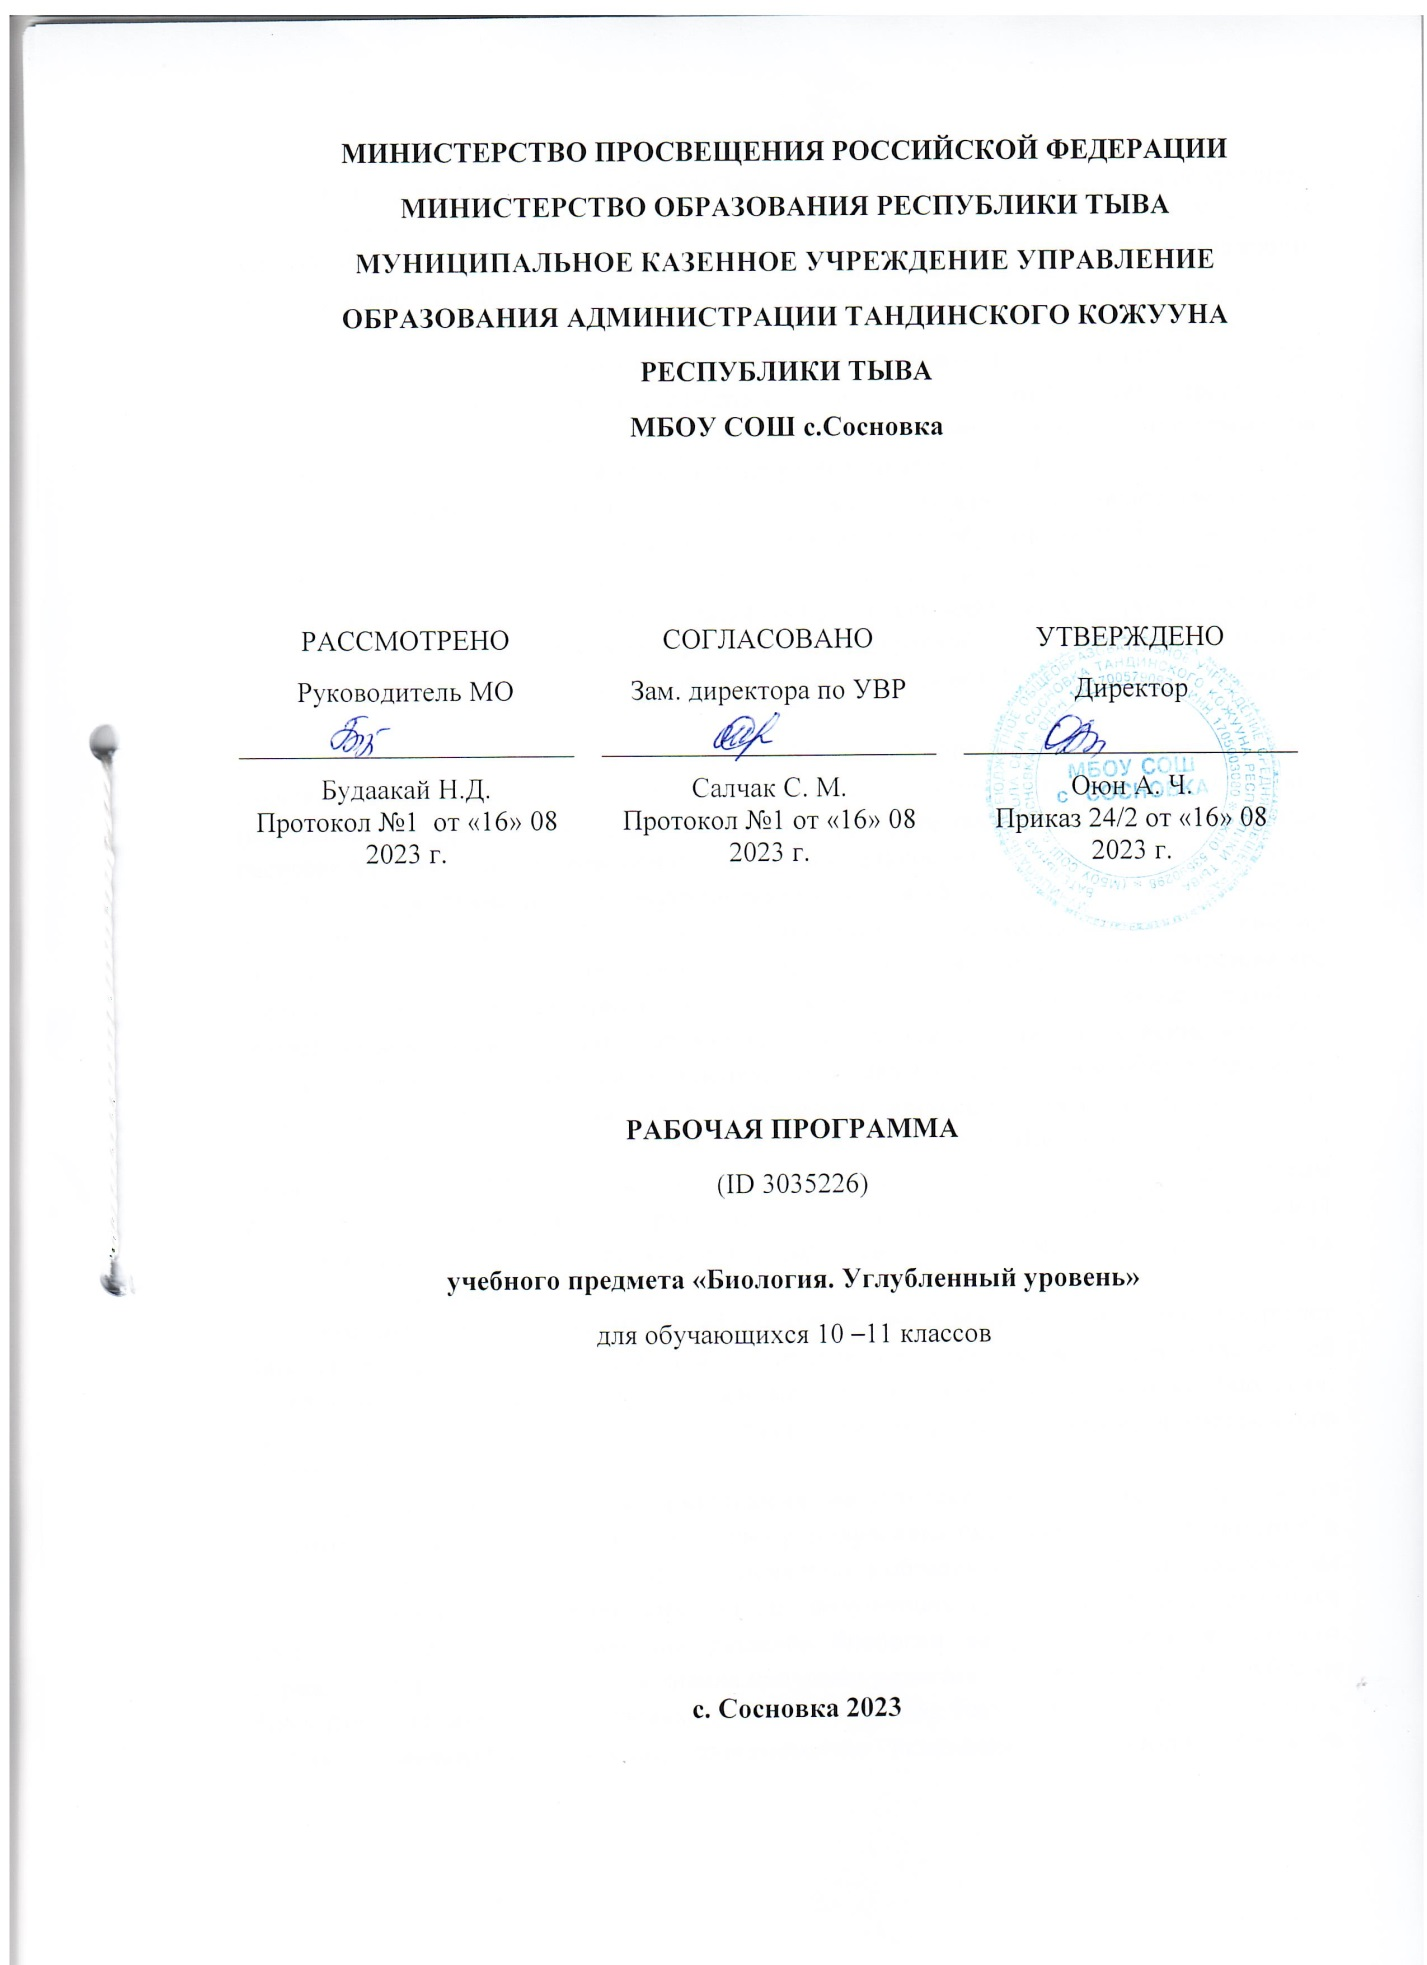 МИНИСТЕРСТВО ПРОСВЕЩЕНИЯ РОССИЙСКОЙ ФЕДЕРАЦИИ
МИНИСТЕРСТВО ОБРАЗОВАНИЯ РЕСПУБЛИКИ ТЫВА
МУНИЦИПАЛЬНОЕ КАЗЕННОЕ УЧРЕЖДЕНИЕ УПРАВЛЕНИЕ
ОБРАЗОВАНИЯ АДМИНИСТРАЦИИ ТАНДИНСКОГО КОЖУУНА
РЕСПУБЛИКИ ТЫВА
МБОУ СОШ с.Сосновка
РАССМОТРЕНО
Руководитель МО
Будаакай Н.Д.
Протокол №1 от «16» 08
2023 г.
СОГЛАСОВАНО
Зам. директора по УВР
Салчак С. М.
Протокол №1 от «16» 08
2023 г.
УТВЕРЖДЕНО
Директор
Оюн А. Ч.
Приказ 24/2 от «16» 08
2023 г.
МБОУ СОШ
с СОСНОВКА
РАБОЧАЯ ПРОГРАММА
(ID 3035226)
учебного предмета «Биология. Углубленный уровень»
для обучающихся 10 –11 классов
с. Сосновка 2023